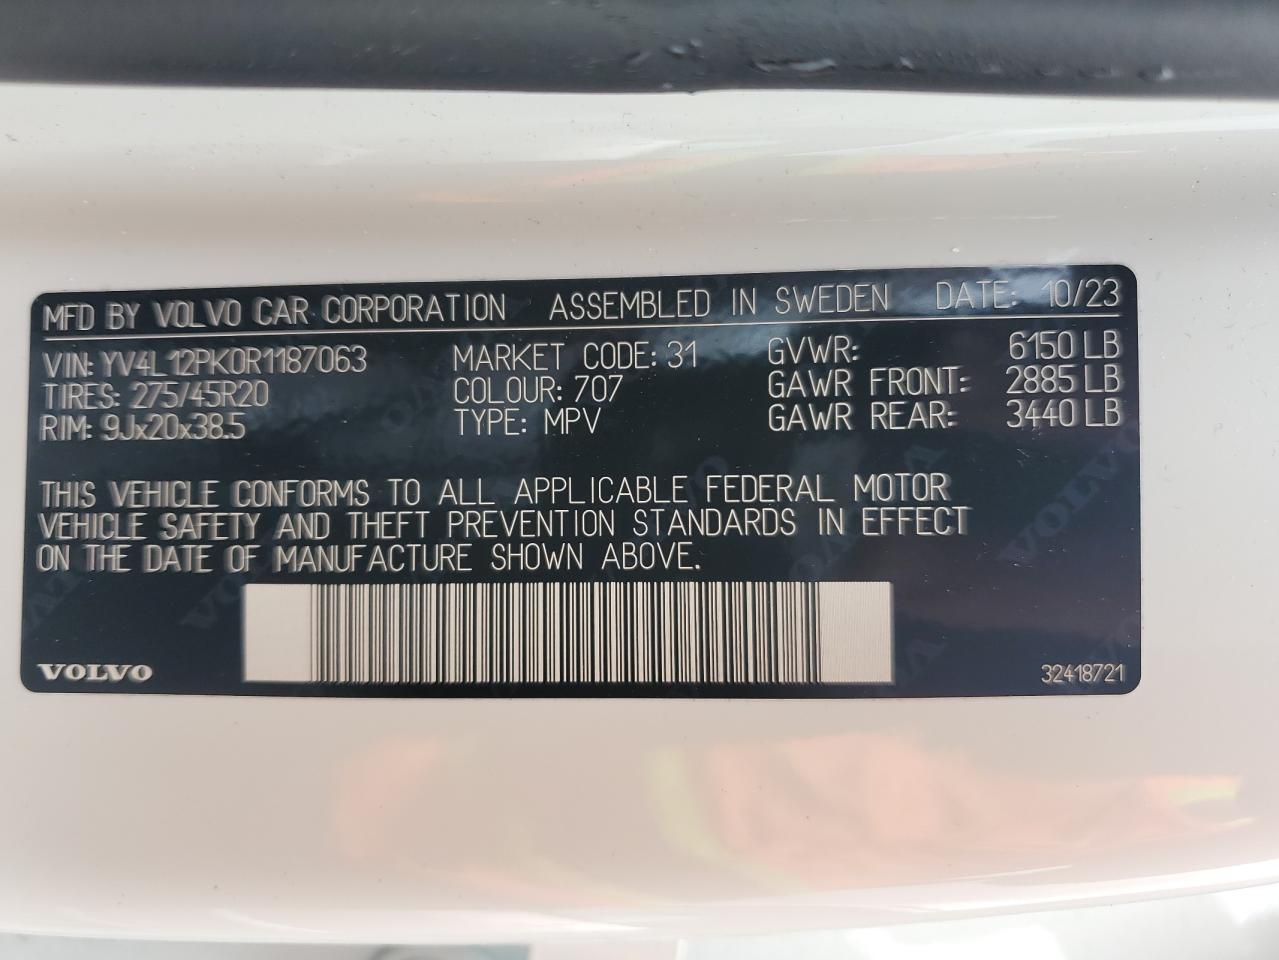 MFD BY VOLVO CAR CORPORATION ASSEMBLED IN SWEDEN DATE: 10/23
VIN: YV4L12PK0R1187063 MARKET CODE: 31 GVWR: 6150 LB
TIRES: 275/45R20 COLOUR: 707 GAWR FRONT: 2885 LB
RIM: 9Jx20x38.5 TYPE: MPV GAWR REAR: 3440 LB
THIS VEHICLE CONFORMS TO ALL APPLICABLE FEDERAL MOTOR
VEHICLE SAFETY AND THEFT PREVENTION STANDARDS IN EFFECT
ON THE DATE OF MANUFACTURE SHOWN ABOVE.
VOLVO 32418721